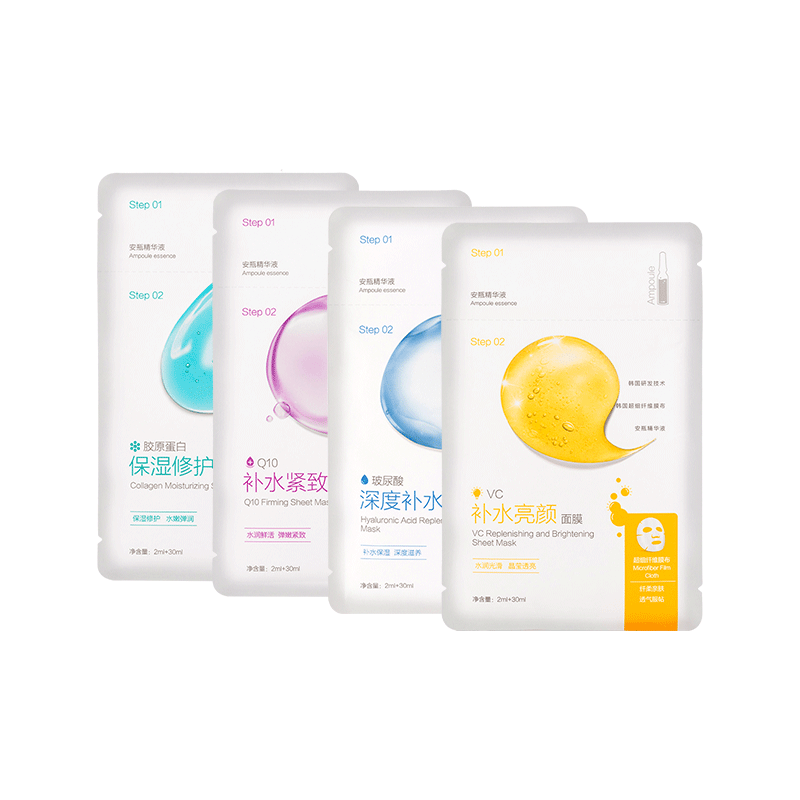 Step 01
安瓶精华液
Ampoule essence
Step 02
胶原蛋白
保湿修护
Collagen Moisturizing
保湿修护 水嫩弹润
净含量：2ml+30ml
Step 01
安瓶精华液
Ampoule essence
Step 02
Q10
补水紧致
Q10 Firming Sheet
水润鲜活 弹嫩紧致
净含量：2ml+30ml
Step 01
安瓶精华液
Ampoule essence
Step 02
玻尿酸
深度补水
Hyaluronic Acid
Mask
补水保湿 深度滋养
净含量：2ml+30ml
Step 01
安瓶精华液
Ampoule essence
Ampoule
Step 02
韩国研发技术
韩国超细纤维膜布
安瓶精华液
VC
补水亮颜 面膜
VC Replenishing and Brightening
Sheet Mask
水润光滑 晶莹透亮
净含量：2ml+30ml
超细纤维膜布
Microfiber Film
Cloth
纤柔亲肤
透气服贴